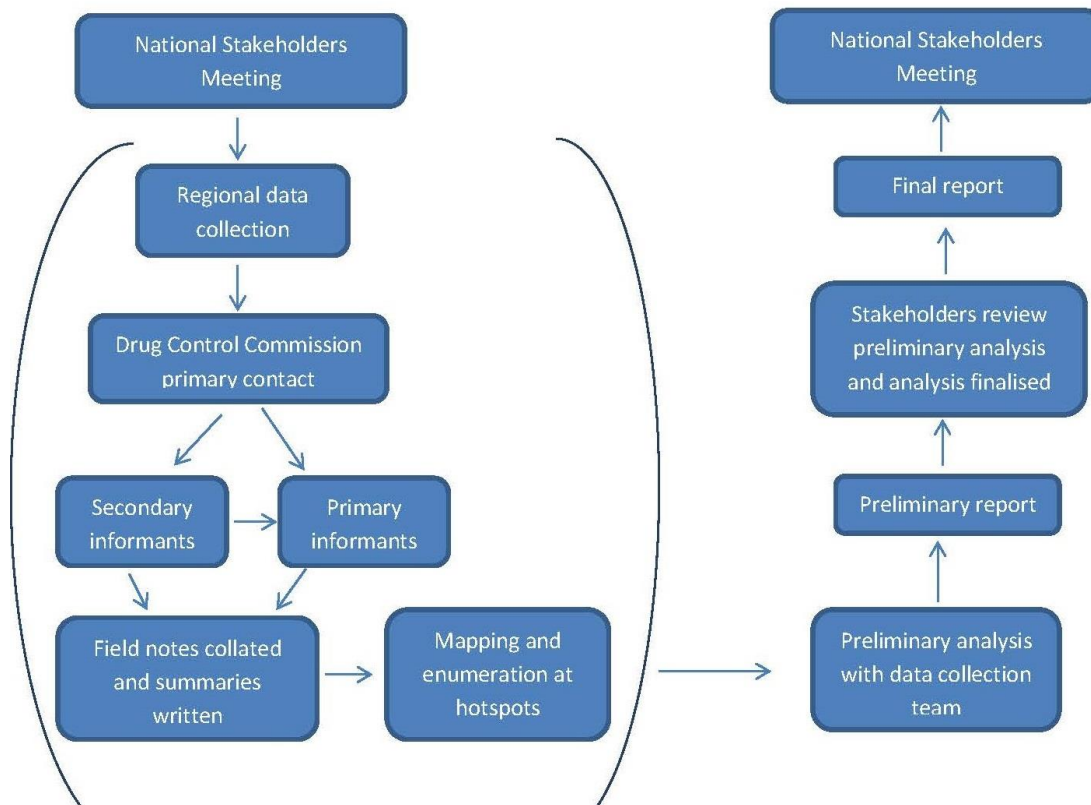 National Stakeholders
Meeting
Regional data
collection
Drug Control Commission
primary contact
Secondary
informants
Primary
informants
Field notes collated
and summaries
written
Mapping and
enumeration at
hotspots
Preliminary analysis
with data collection
team
Preliminary report
Stakeholders review
preliminary analysis
and analysis finalised
Final report
National Stakeholders
Meeting